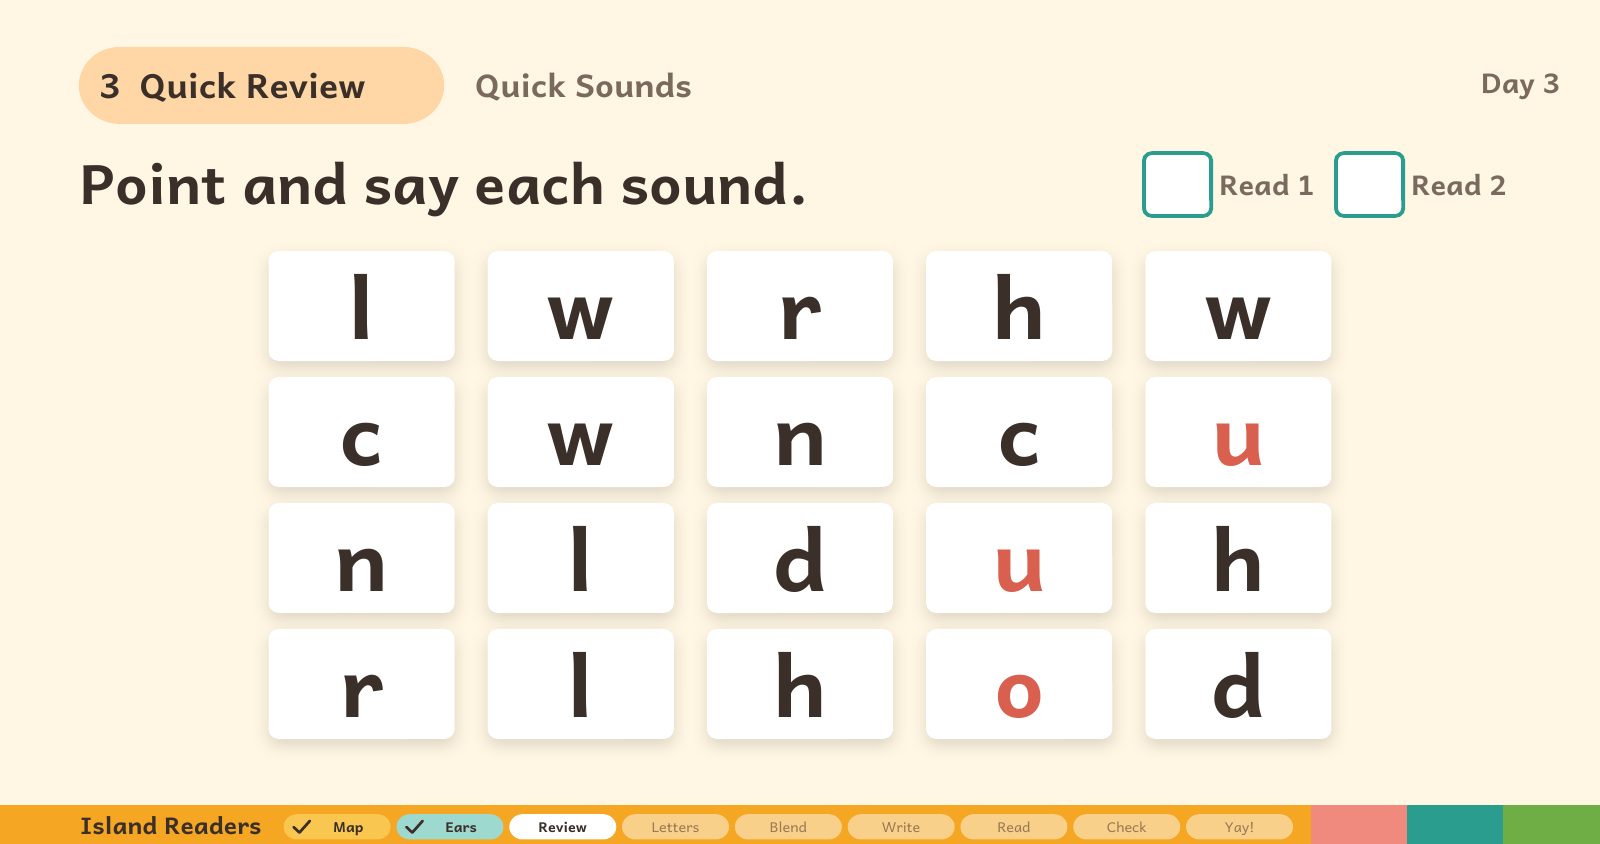 3 Quick Review
Quick Sounds
Day 3
Point and say each sound.
Read 1
Read 2
l w r h w
c w n c u
n l d u h
r l h o d
Island Readers
Map
Ears
Review
Letters
Blend
Write
Read
Check
Yay!